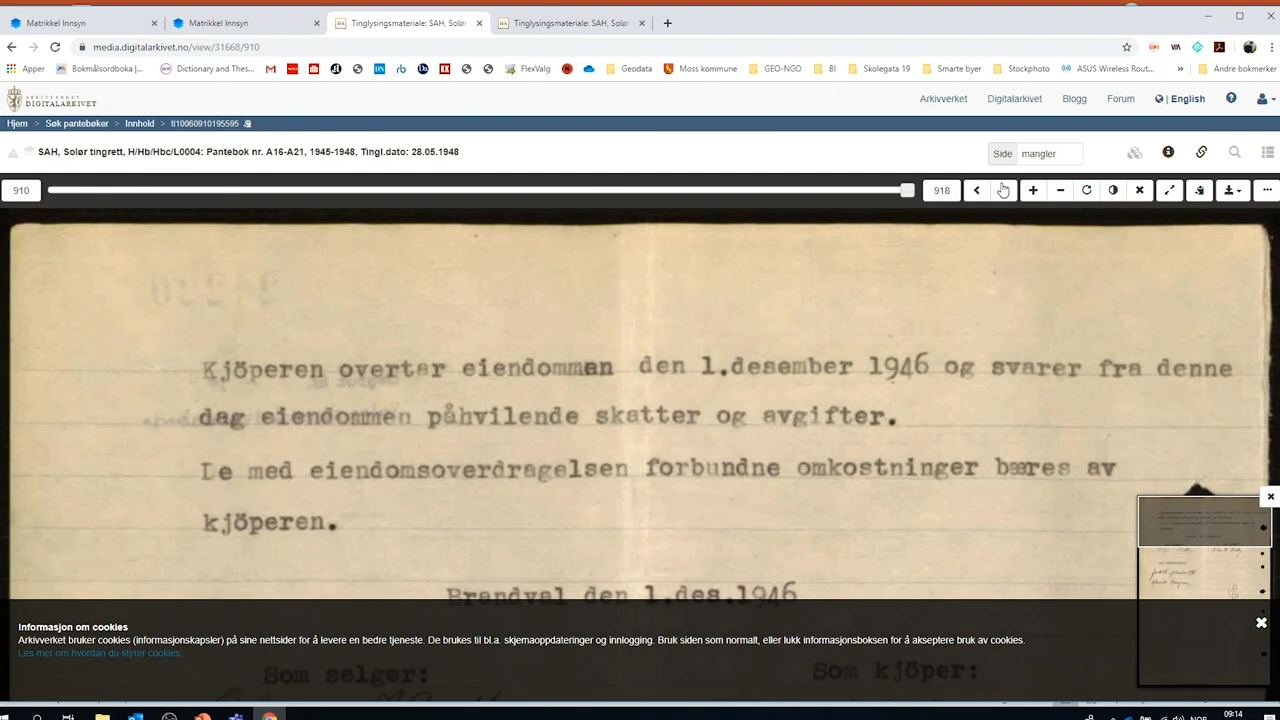 Matrikkel Innsyn
Matrikkel Innsyn
Tinglysingsmateriale: SAH, Solør
Tinglysingsmateriale: SAH, Solør
media.digitalarkivet.no/view/31668/910
Apper
Bokmålsordboka |...
Dictionary and Thes...
FlexValg
Geodata
Moss kommune
GEO-NGO
BI
Skolegata 19
Smarte byer
Stockphoto
ASUS Wireless Rout...
»
Andre bokmerker
ARKIVVERKET
DIGITALARKIVET
Arkivverket
Digitalarkivet
Blogg
Forum
| English
Hjem > Søk pantebøker > Innhold > tl10060910195595
SAH, Solør tingrett, H/Hb/Hbc/L0004: Pantebok nr. A16-A21, 1945-1948, Tingl.dato: 28.05.1948
Side mangler
910
918
Kjöperen overtar eiendommen den 1.desember 1946 og svarer fra denne
dag eiendommen påhvilende skatter og avgifter.
De med eiendomsoverdragelsen forbundne omkostninger bæres av
kjöperen.
Brandval den 1.des.1946
Som selger: Som kjöper:
Informasjon om cookies
Arkivverket bruker cookies (informasjonskapsler) på sine nettsider for å levere en bedre tjeneste. De brukes til bl.a. skjemaoppdateringer og innlogging. Bruk siden som normalt, eller lukk informasjonsboksen for å akseptere bruk av cookies.
Les mer om hvordan du styrer cookies.
NOR
09:14